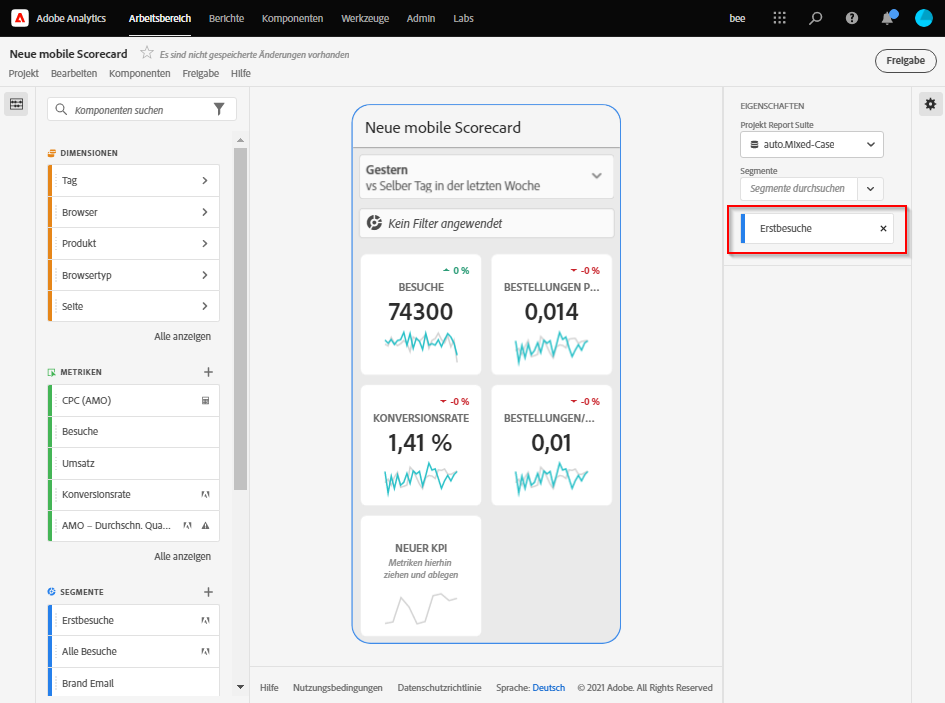 Adobe Analytics Arbeitsbereich Berichte Komponenten Werkzeuge Admin Labs bee
Neue mobile Scorecard Es sind nicht gespeicherte Änderungen vorhanden
Projekt Bearbeiten Komponenten Freigabe Hilfe
Freigabe
Komponenten suchen
DIMENSIONEN
Tag
Browser
Produkt
Browsertyp
Seite
Alle anzeigen
METRIKEN
CPC (AMO)
Besuche
Umsatz
Konversionsrate
AMO – Durchschn. Qua...
Alle anzeigen
SEGMENTE
Erstbesuche
Alle Besuche
Brand Email
Neue mobile Scorecard
Gestern
vs Selber Tag in der letzten Woche
Kein Filter angewendet
0 %
BESUCHE
74300
-0 %
BESTELLUNGEN P...
0,014
-0 %
KONVERSIONSRATE
1,41 %
-0 %
BESTELLUNGEN/...
0,01
NEUER KPI
Metriken hierhin
ziehen und ablegen
EIGENSCHAFTEN
Projekt Report Suite
auto.Mixed-Case
Segmente
Segmente durchsuchen
Erstbesuche
Hilfe Nutzungsbedingungen Datenschutzrichtlinie Sprache: Deutsch © 2021 Adobe. All Rights Reserved